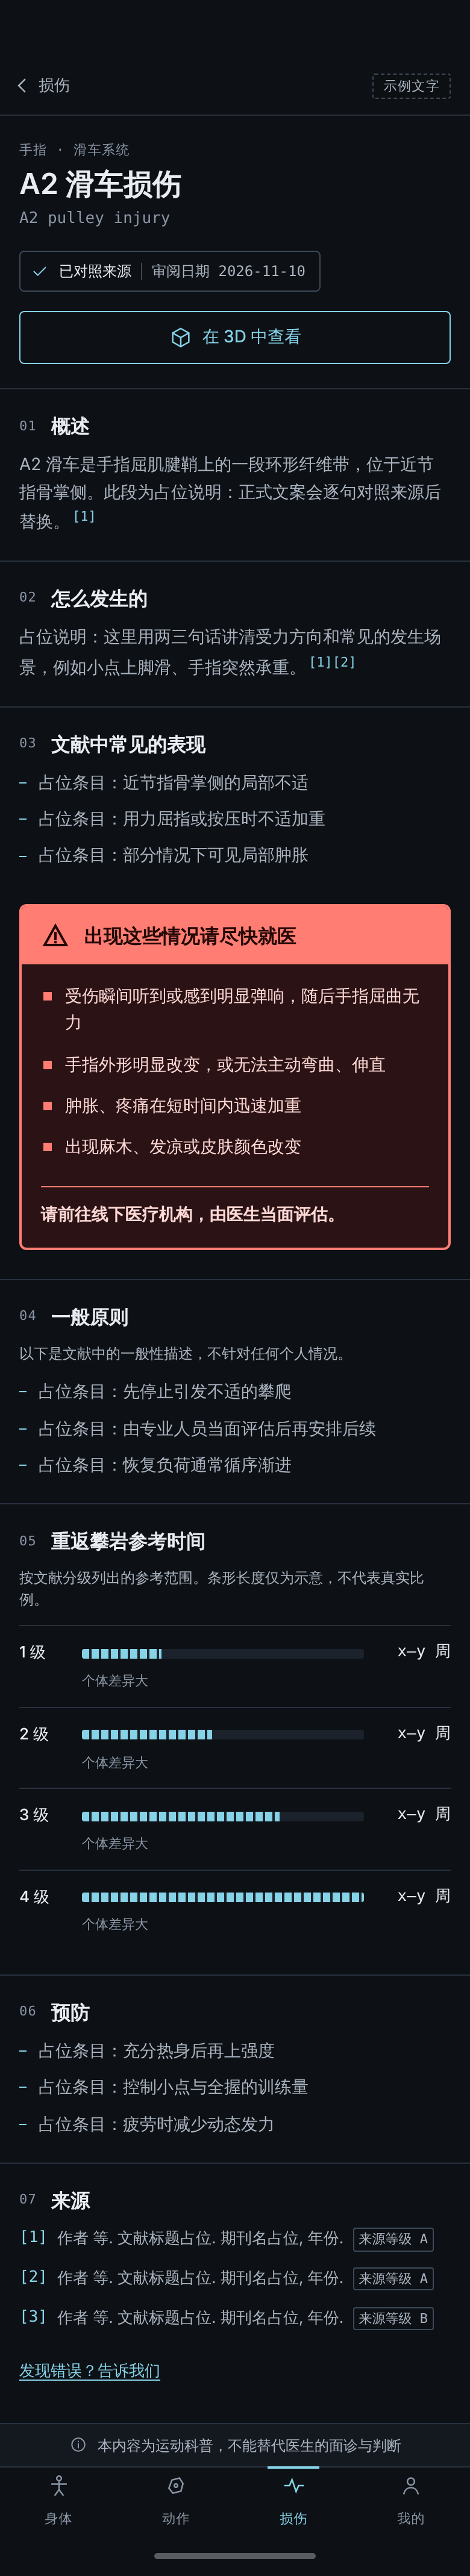 损伤
示例文字
手指 · 滑车系统
A2 滑车损伤
A2 pulley injury
已对照来源 审阅日期 2026-11-10
在 3D 中查看
01 概述
A2 滑车是手指屈肌腱鞘上的一段环形纤维带，位于近节
指骨掌侧。此段为占位说明：正式文案会逐句对照来源后
替换。[1]
02 怎么发生的
占位说明：这里用两三句话讲清受力方向和常见的发生场
景，例如小点上脚滑、手指突然承重。[1][2]
03 文献中常见的表现
– 占位条目：近节指骨掌侧的局部不适
– 占位条目：用力屈指或按压时不适加重
– 占位条目：部分情况下可见局部肿胀
出现这些情况请尽快就医
受伤瞬间听到或感到明显弹响，随后手指屈曲无
力
手指外形明显改变，或无法主动弯曲、伸直
肿胀、疼痛在短时间内迅速加重
出现麻木、发凉或皮肤颜色改变
请前往线下医疗机构，由医生当面评估。
04 一般原则
以下是文献中的一般性描述，不针对任何个人情况。
– 占位条目：先停止引发不适的攀爬
– 占位条目：由专业人员当面评估后再安排后续
– 占位条目：恢复负荷通常循序渐进
05 重返攀岩参考时间
按文献分级列出的参考范围。条形长度仅为示意，不代表真实比
例。
1 级 x–y 周
个体差异大
2 级 x–y 周
个体差异大
3 级 x–y 周
个体差异大
4 级 x–y 周
个体差异大
06 预防
– 占位条目：充分热身后再上强度
– 占位条目：控制小点与全握的训练量
– 占位条目：疲劳时减少动态发力
07 来源
[1] 作者 等. 文献标题占位. 期刊名占位, 年份. 来源等级 A
[2] 作者 等. 文献标题占位. 期刊名占位, 年份. 来源等级 A
[3] 作者 等. 文献标题占位. 期刊名占位, 年份. 来源等级 B
发现错误？告诉我们
本内容为运动科普，不能替代医生的面诊与判断
身体 动作 损伤 我的